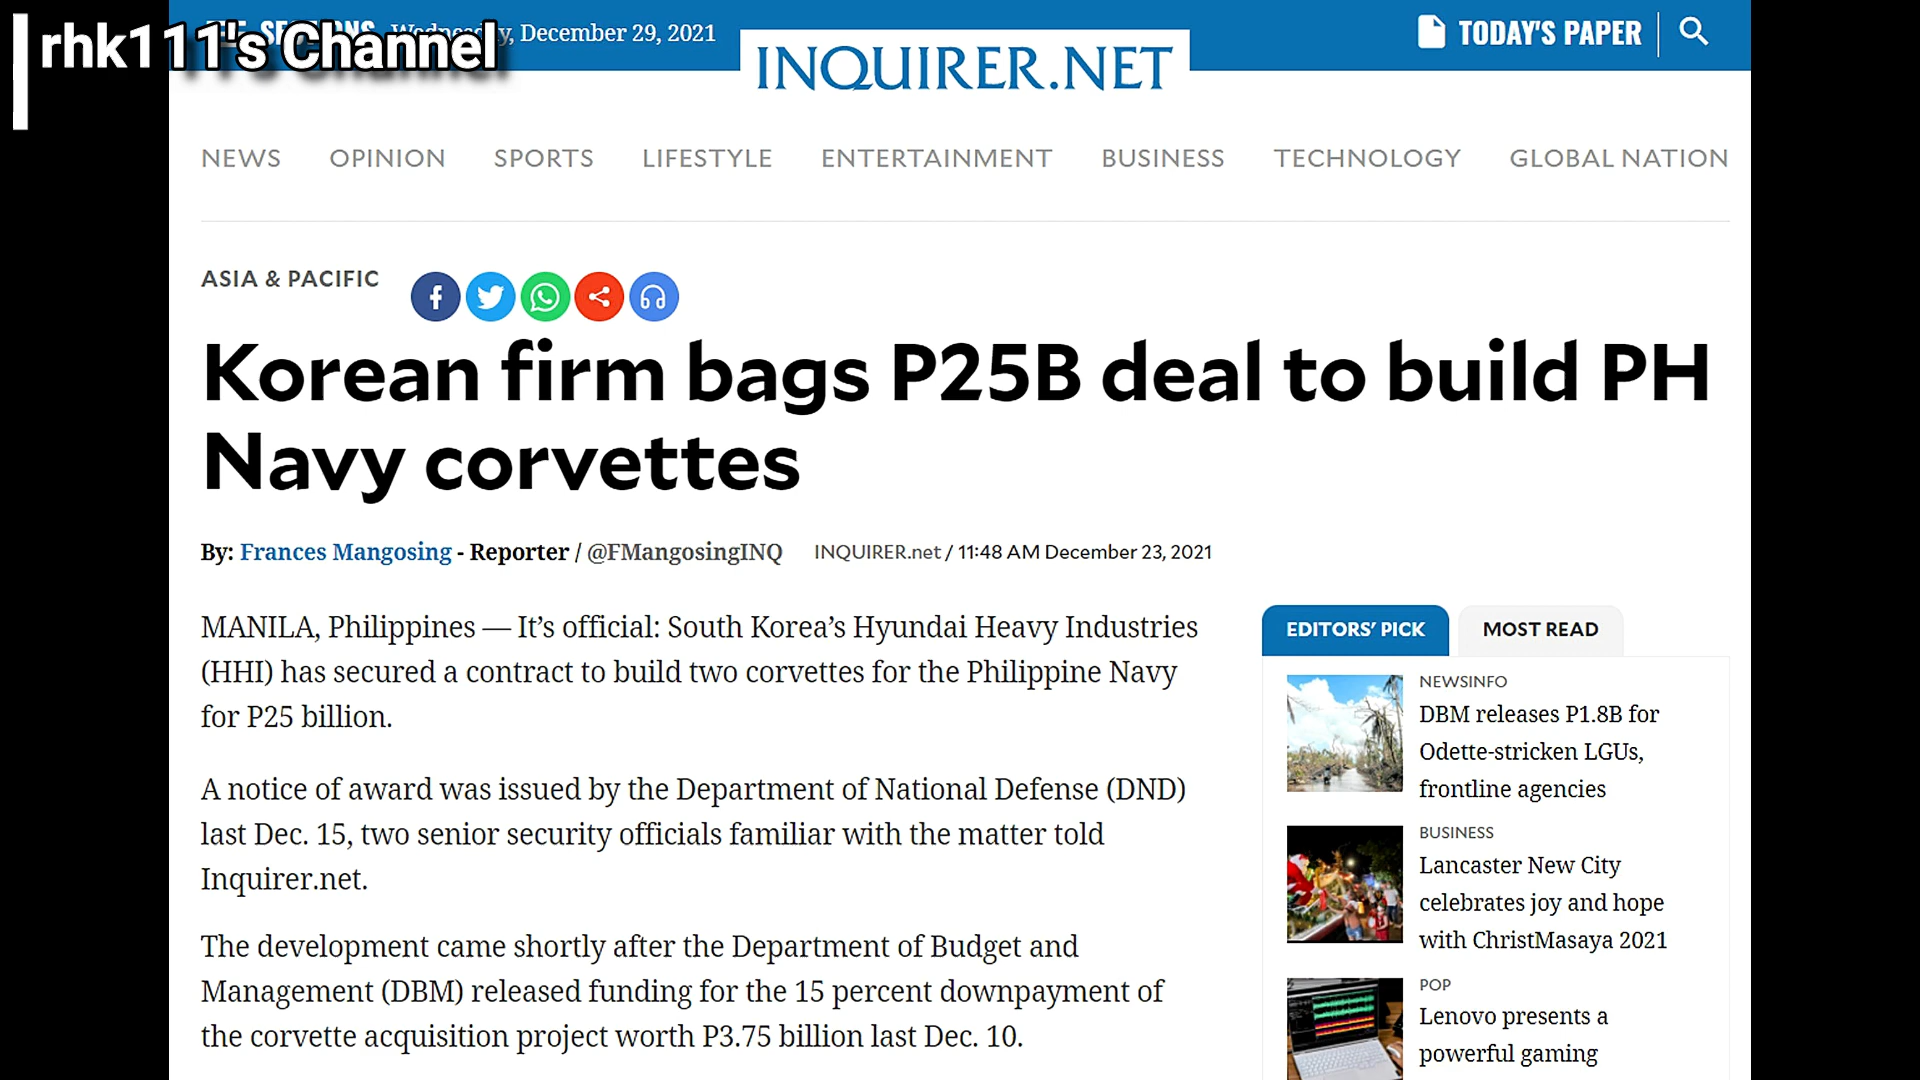 rhk111's Channel
December 29, 2021
TODAY'S PAPER
INQUIRER.NET
NEWS OPINION SPORTS LIFESTYLE ENTERTAINMENT BUSINESS TECHNOLOGY GLOBAL NATION
ASIA & PACIFIC
Korean firm bags P25B deal to build PH
Navy corvettes
By: Frances Mangosing - Reporter / @FMangosingINQ INQUIRER.net / 11:48 AM December 23, 2021
MANILA, Philippines — It’s official: South Korea’s Hyundai Heavy Industries
(HHI) has secured a contract to build two corvettes for the Philippine Navy
for P25 billion.
A notice of award was issued by the Department of National Defense (DND)
last Dec. 15, two senior security officials familiar with the matter told
Inquirer.net.
The development came shortly after the Department of Budget and
Management (DBM) released funding for the 15 percent downpayment of
the corvette acquisition project worth P3.75 billion last Dec. 10.
EDITORS’ PICK MOST READ
NEWSINFO
DBM releases P1.8B for
Odette-stricken LGUs,
frontline agencies
BUSINESS
Lancaster New City
celebrates joy and hope
with ChristMasaya 2021
POP
Lenovo presents a
powerful gaming